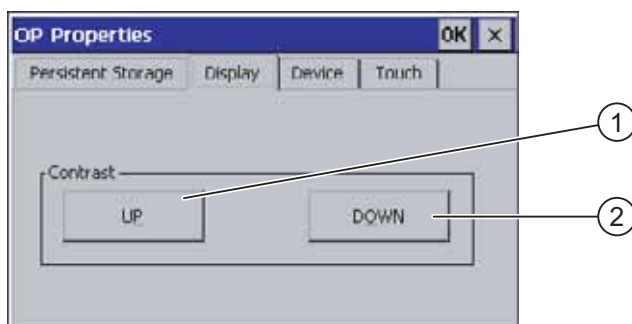 OP Properties OK ×
Persistent Storage Display Device Touch
1
Contrast
UP DOWN
2